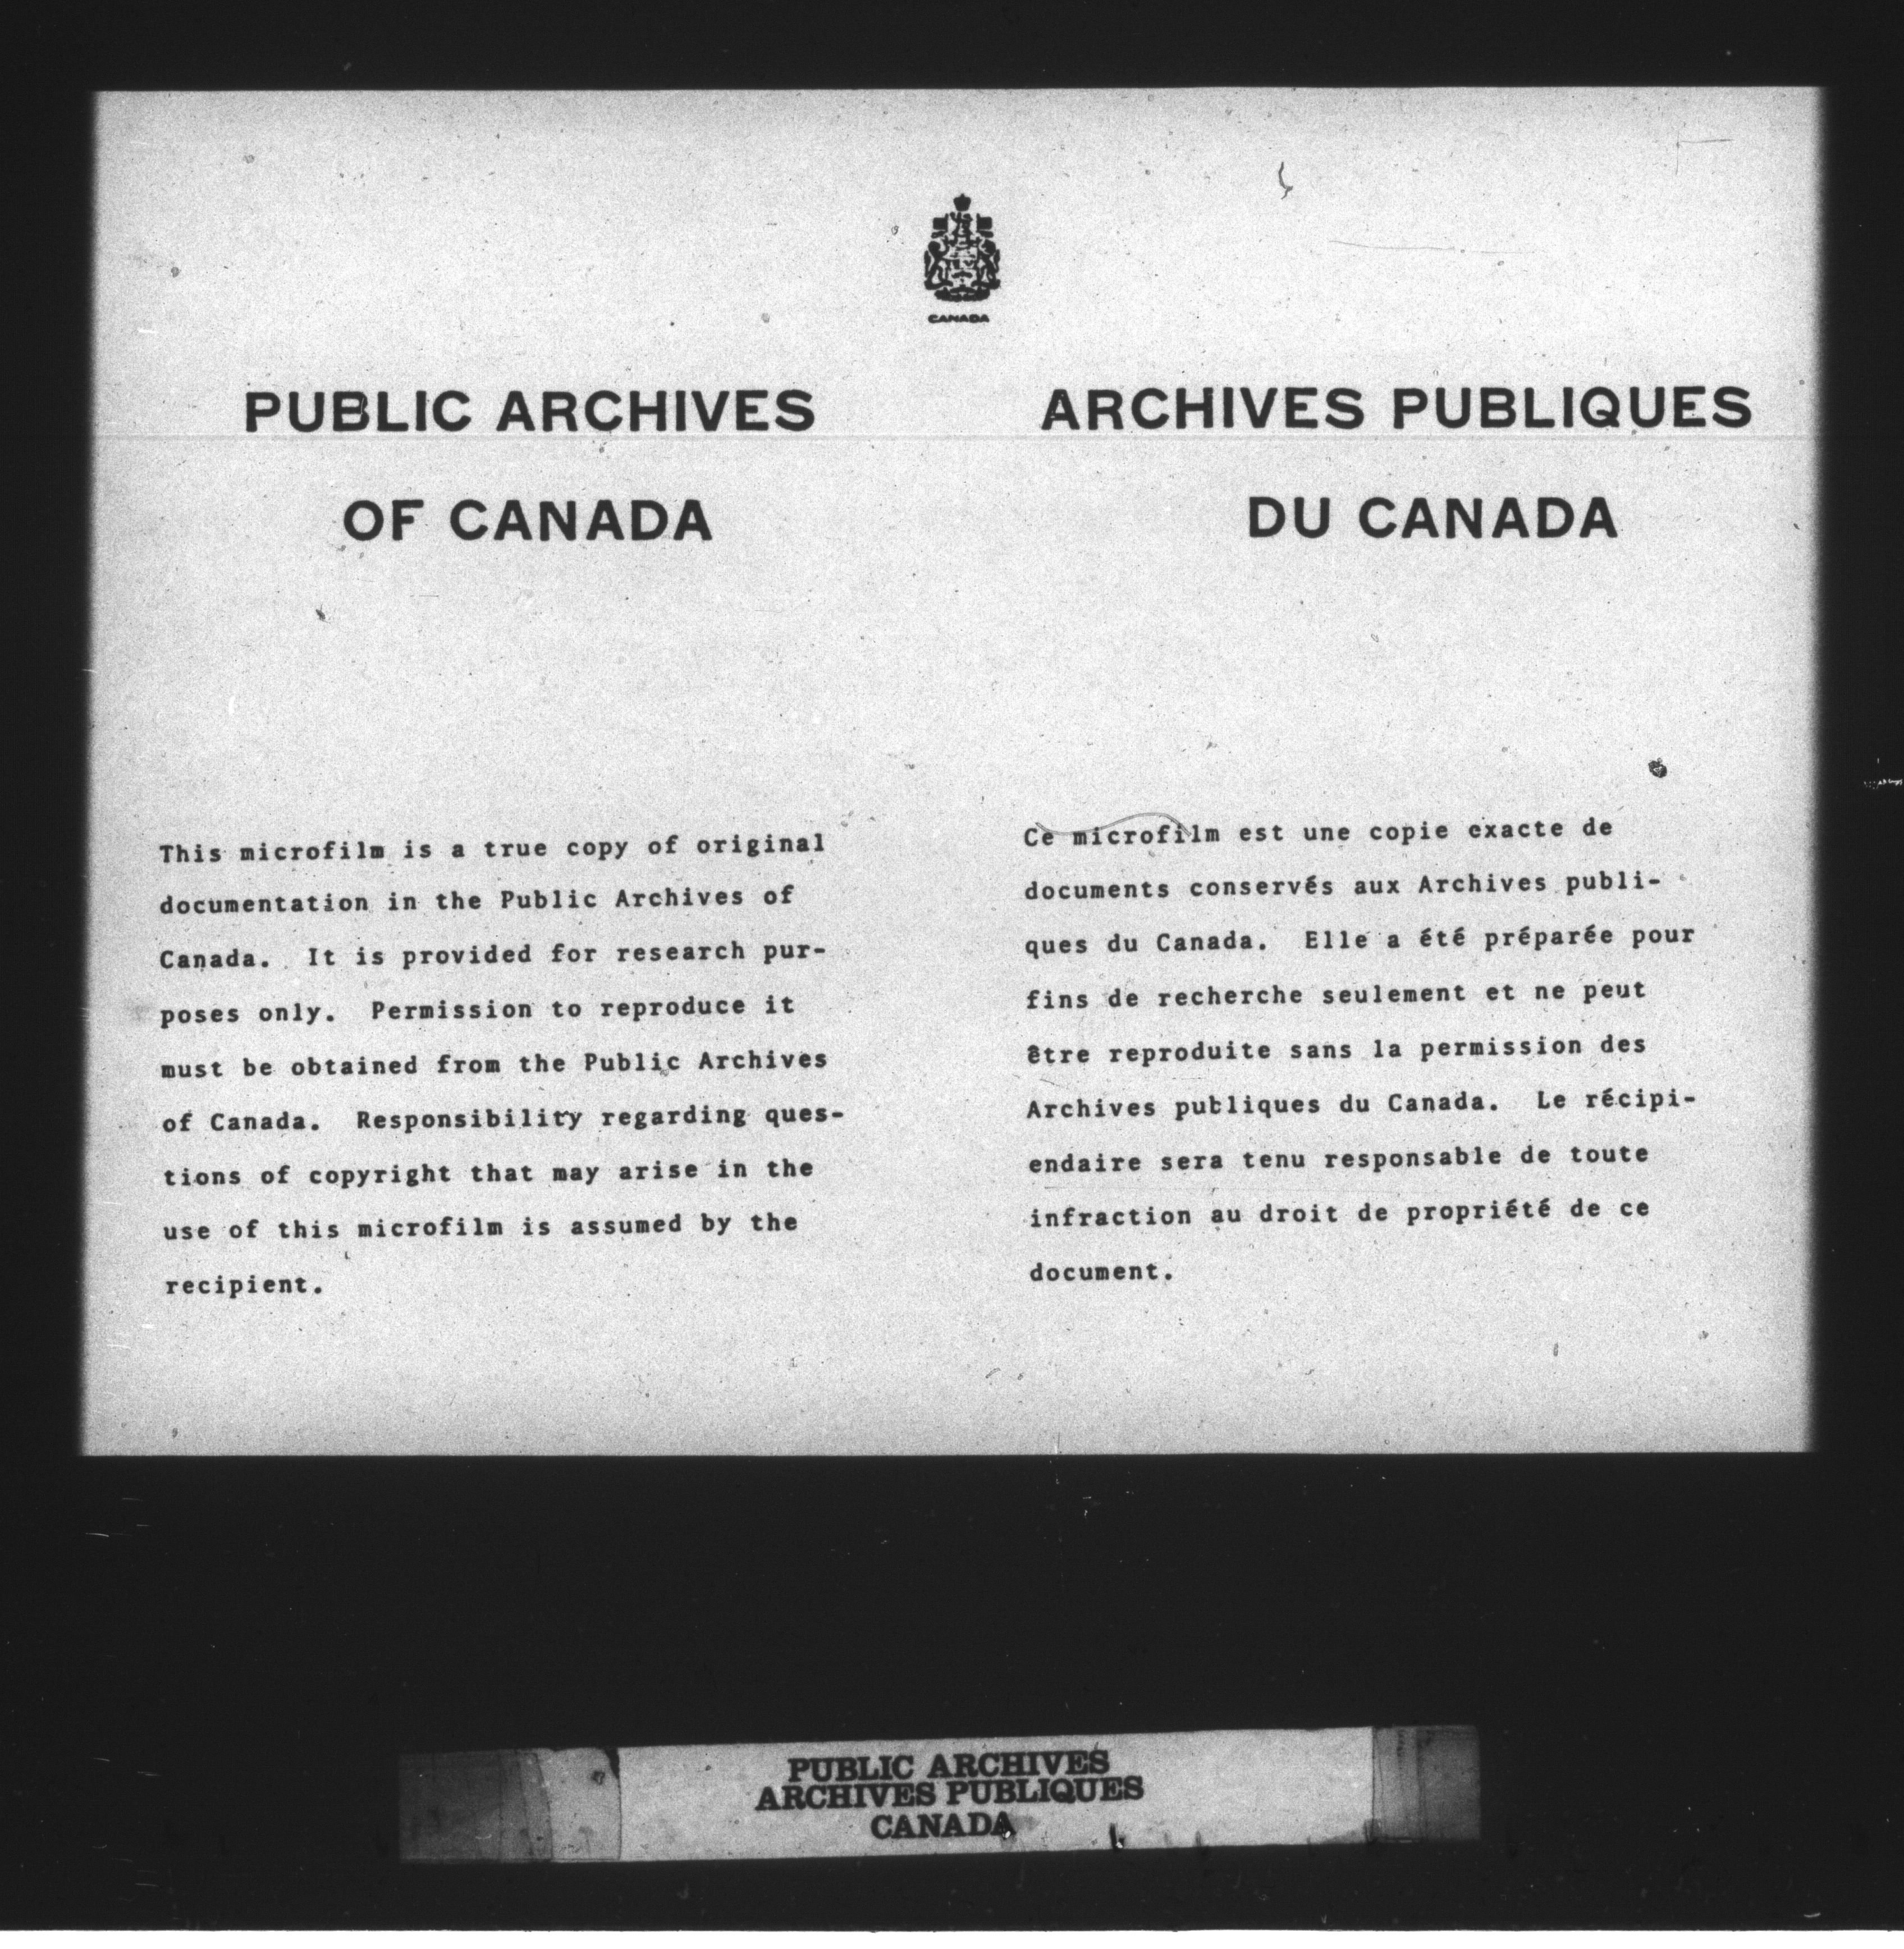 CANADA
PUBLIC ARCHIVES
OF CANADA
This microfilm is a true copy of original
documentation in the Public Archives of
Canada. It is provided for research pur-
poses only. Permission to reproduce it
must be obtained from the Public Archives
of Canada. Responsibility regarding ques-
tions of copyright that may arise in the
use of this microfilm is assumed by the
recipient.
ARCHIVES PUBLIQUES
DU CANADA
Ce microfilm est une copie exacte de
documents conservés aux Archives publi-
ques du Canada. Elle a été préparée pour
fins de recherche seulement et ne peut
être reproduite sans la permission des
Archives publiques du Canada. Le récipi-
endaire sera tenu responsable de toute
infraction au droit de propriété de ce
document.
PUBLIC ARCHIVES
ARCHIVES PUBLIQUES
CANADA